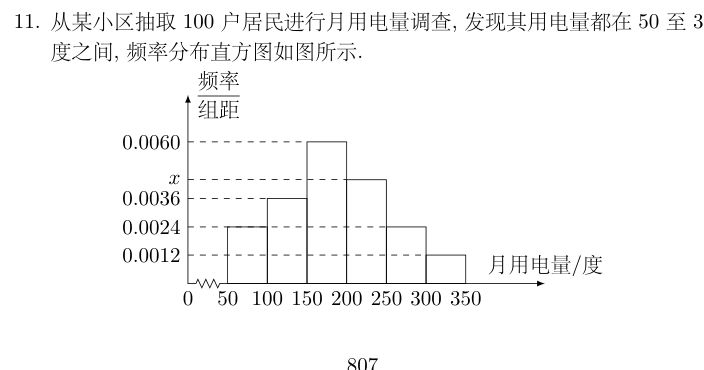 11. 从某小区抽取 100 户居民进行月用电量调查, 发现其用电量都在 50 至 3
度之间, 频率分布直方图如图所示.
频率
组距
0.0060
x
0.0036
0.0024
0.0012
月用电量/度
0 50 100 150 200 250 300 350
807